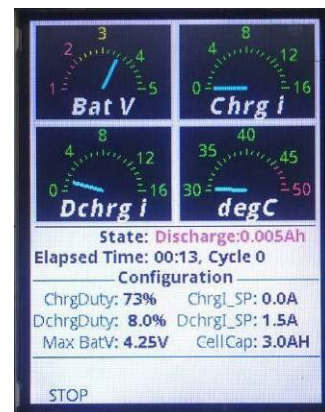 1 2 3 4 5
Bat V
0 4 8 12 16
Chrg i
0 4 8 12 16
Dchrg i
30 35 40 45 50
degC
State: Discharge:0.005Ah
Elapsed Time: 00:13, Cycle 0
Configuration
ChrgDuty: 73% ChrgI_SP: 0.0A
DchrgDuty: 8.0% DchrgI_SP: 1.5A
Max BatV: 4.25V CellCap: 3.0AH
STOP